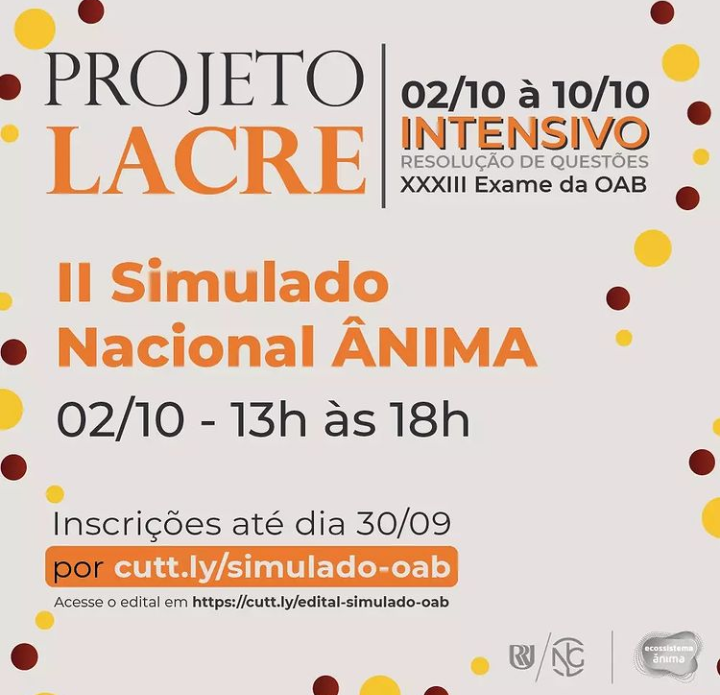 PROJETO
LACRE
02/10 à 10/10
INTENSIVO
RESOLUÇÃO DE QUESTÕES
XXXIII Exame da OAB
II Simulado
Nacional ÂNIMA
02/10 - 13h às 18h
Inscrições até dia 30/09
por cutt.ly/simulado-oab
Acesse o edital em https://cutt.ly/edital-simulado-oab
ecossistema
ânima